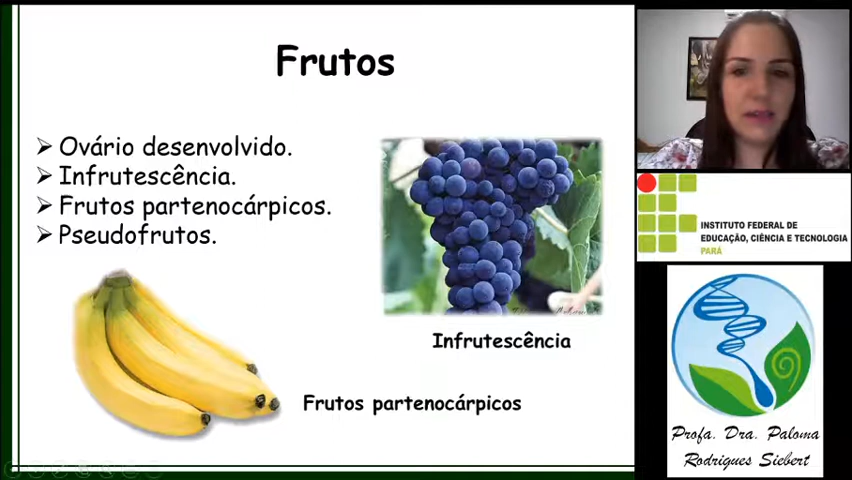 Frutos
➢ Ovário desenvolvido.
➢ Infrutescência.
➢ Frutos partenocárpicos.
➢ Pseudofrutos.
Infrutescência
Frutos partenocárpicos
INSTITUTO FEDERAL DE
EDUCAÇÃO, CIÊNCIA E TECNOLOGIA
PARÁ
Profa. Dra. Paloma
Rodrigues Siebert